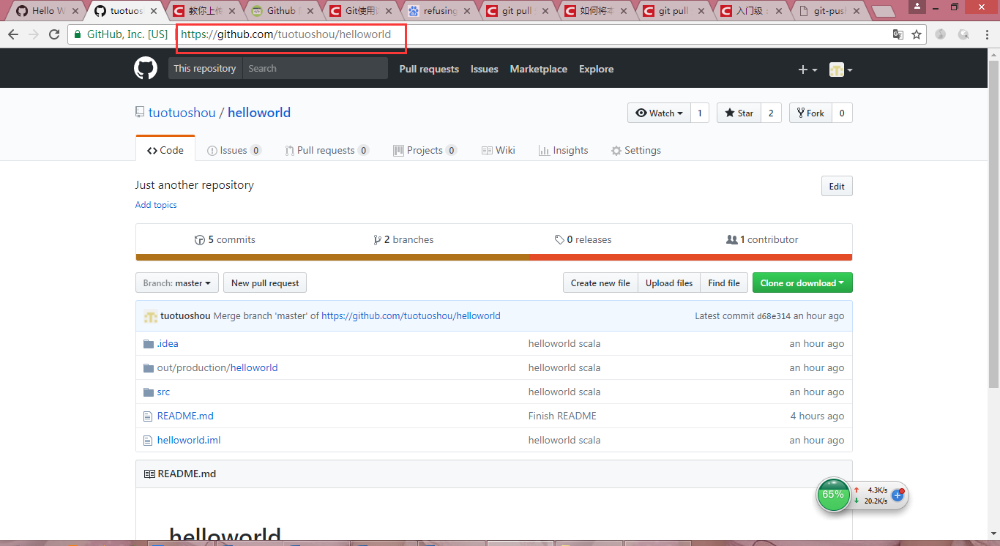 Hello W
tuotuos
教你上传
Github
Git使用
refusing
git pull
如何将本
git pull
入门级
git-pus
GitHub, Inc. [US]
https://github.com/tuotuoshou/helloworld
This repository
Search
Pull requests
Issues
Marketplace
Explore
tuotuoshou / helloworld
Watch
1
Star
2
Fork
0
Code
Issues 0
Pull requests 0
Projects 0
Wiki
Insights
Settings
Just another repository
Edit
Add topics
5 commits
2 branches
0 releases
1 contributor
Branch: master
New pull request
Create new file
Upload files
Find file
Clone or download
tuotuoshou Merge branch 'master' of https://github.com/tuotuoshou/helloworld
Latest commit d68e314 an hour ago
.idea
helloworld scala
an hour ago
out/production/helloworld
helloworld scala
an hour ago
src
helloworld scala
an hour ago
README.md
Finish README
4 hours ago
helloworld.iml
helloworld scala
an hour ago
README.md
65%
4.3K/s
20.2K/s
helloworld